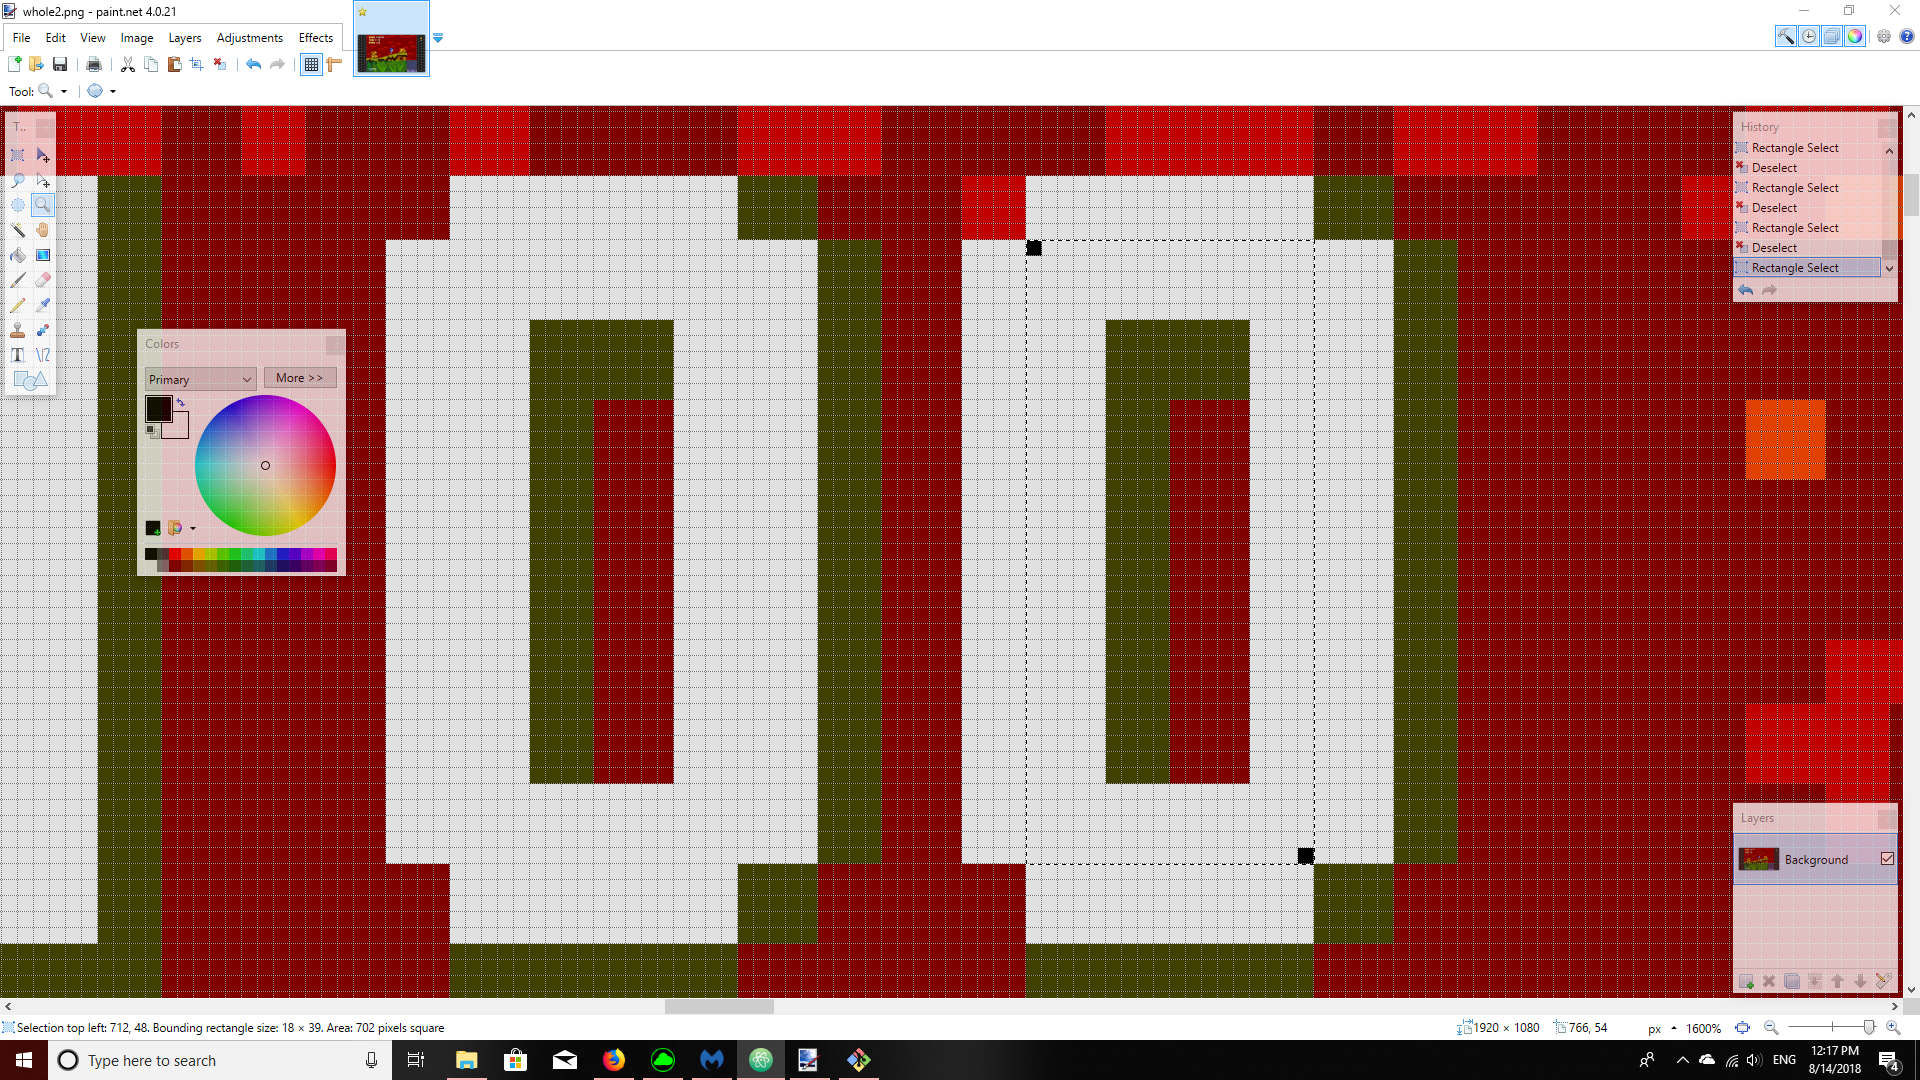 whole2.png - paint.net 4.0.21
File Edit View Image Layers Adjustments Effects
Tool:
T..
History
Rectangle Select
Deselect
Rectangle Select
Deselect
Rectangle Select
Deselect
Rectangle Select
Colors
Primary
More >>
Layers
Background
Selection top left: 712, 48. Bounding rectangle size: 18 × 39. Area: 702 pixels square
1920 × 1080
766, 54
px
1600%
Type here to search
ENG
12:17 PM
8/14/2018
4